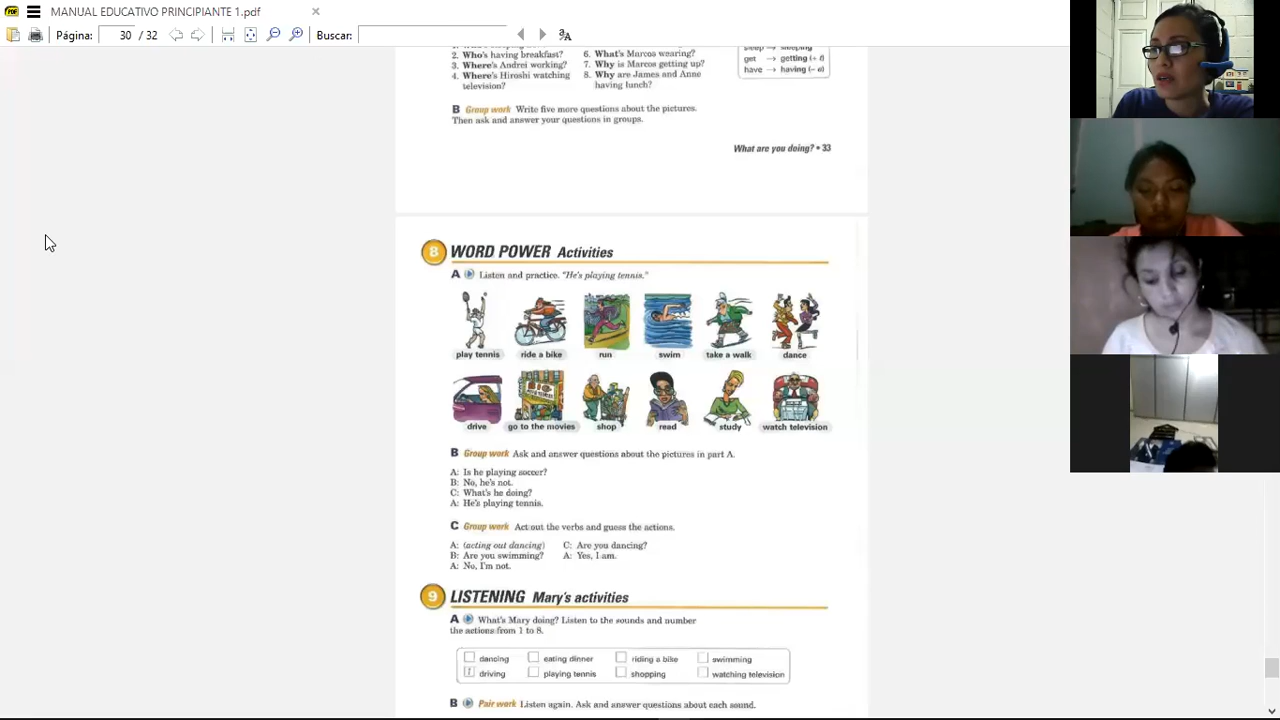 PDF MANUAL EDUCATIVO PRINCIPIANTE 1.pdf ×
Página: 30 / 32 Buscar:
2. Who's having breakfast?
3. Where's Andrei working?
4. Where's Hiroshi watching
television?
6. What's Marcos wearing?
7. Why is Marcos getting up?
8. Why are James and Anne
having lunch?
sleep → sleeping
get → getting (+ t)
have → having (– e)
B Group work Write five more questions about the pictures.
Then ask and answer your questions in groups.
What are you doing? • 33
8 WORD POWER Activities
A Listen and practice. "He's playing tennis."
play tennis ride a bike run swim take a walk dance
drive go to the movies shop read study watch television
B Group work Ask and answer questions about the pictures in part A.
A: Is he playing soccer?
B: No, he's not.
C: What's he doing?
A: He's playing tennis.
C Group work Act out the verbs and guess the actions.
A: (acting out dancing) C: Are you dancing?
B: Are you swimming? A: Yes, I am.
A: No, I'm not.
9 LISTENING Mary's activities
A What's Mary doing? Listen to the sounds and number
the actions from 1 to 8.
dancing eating dinner riding a bike swimming
1 driving playing tennis shopping watching television
B Pair work Listen again. Ask and answer questions about each sound.